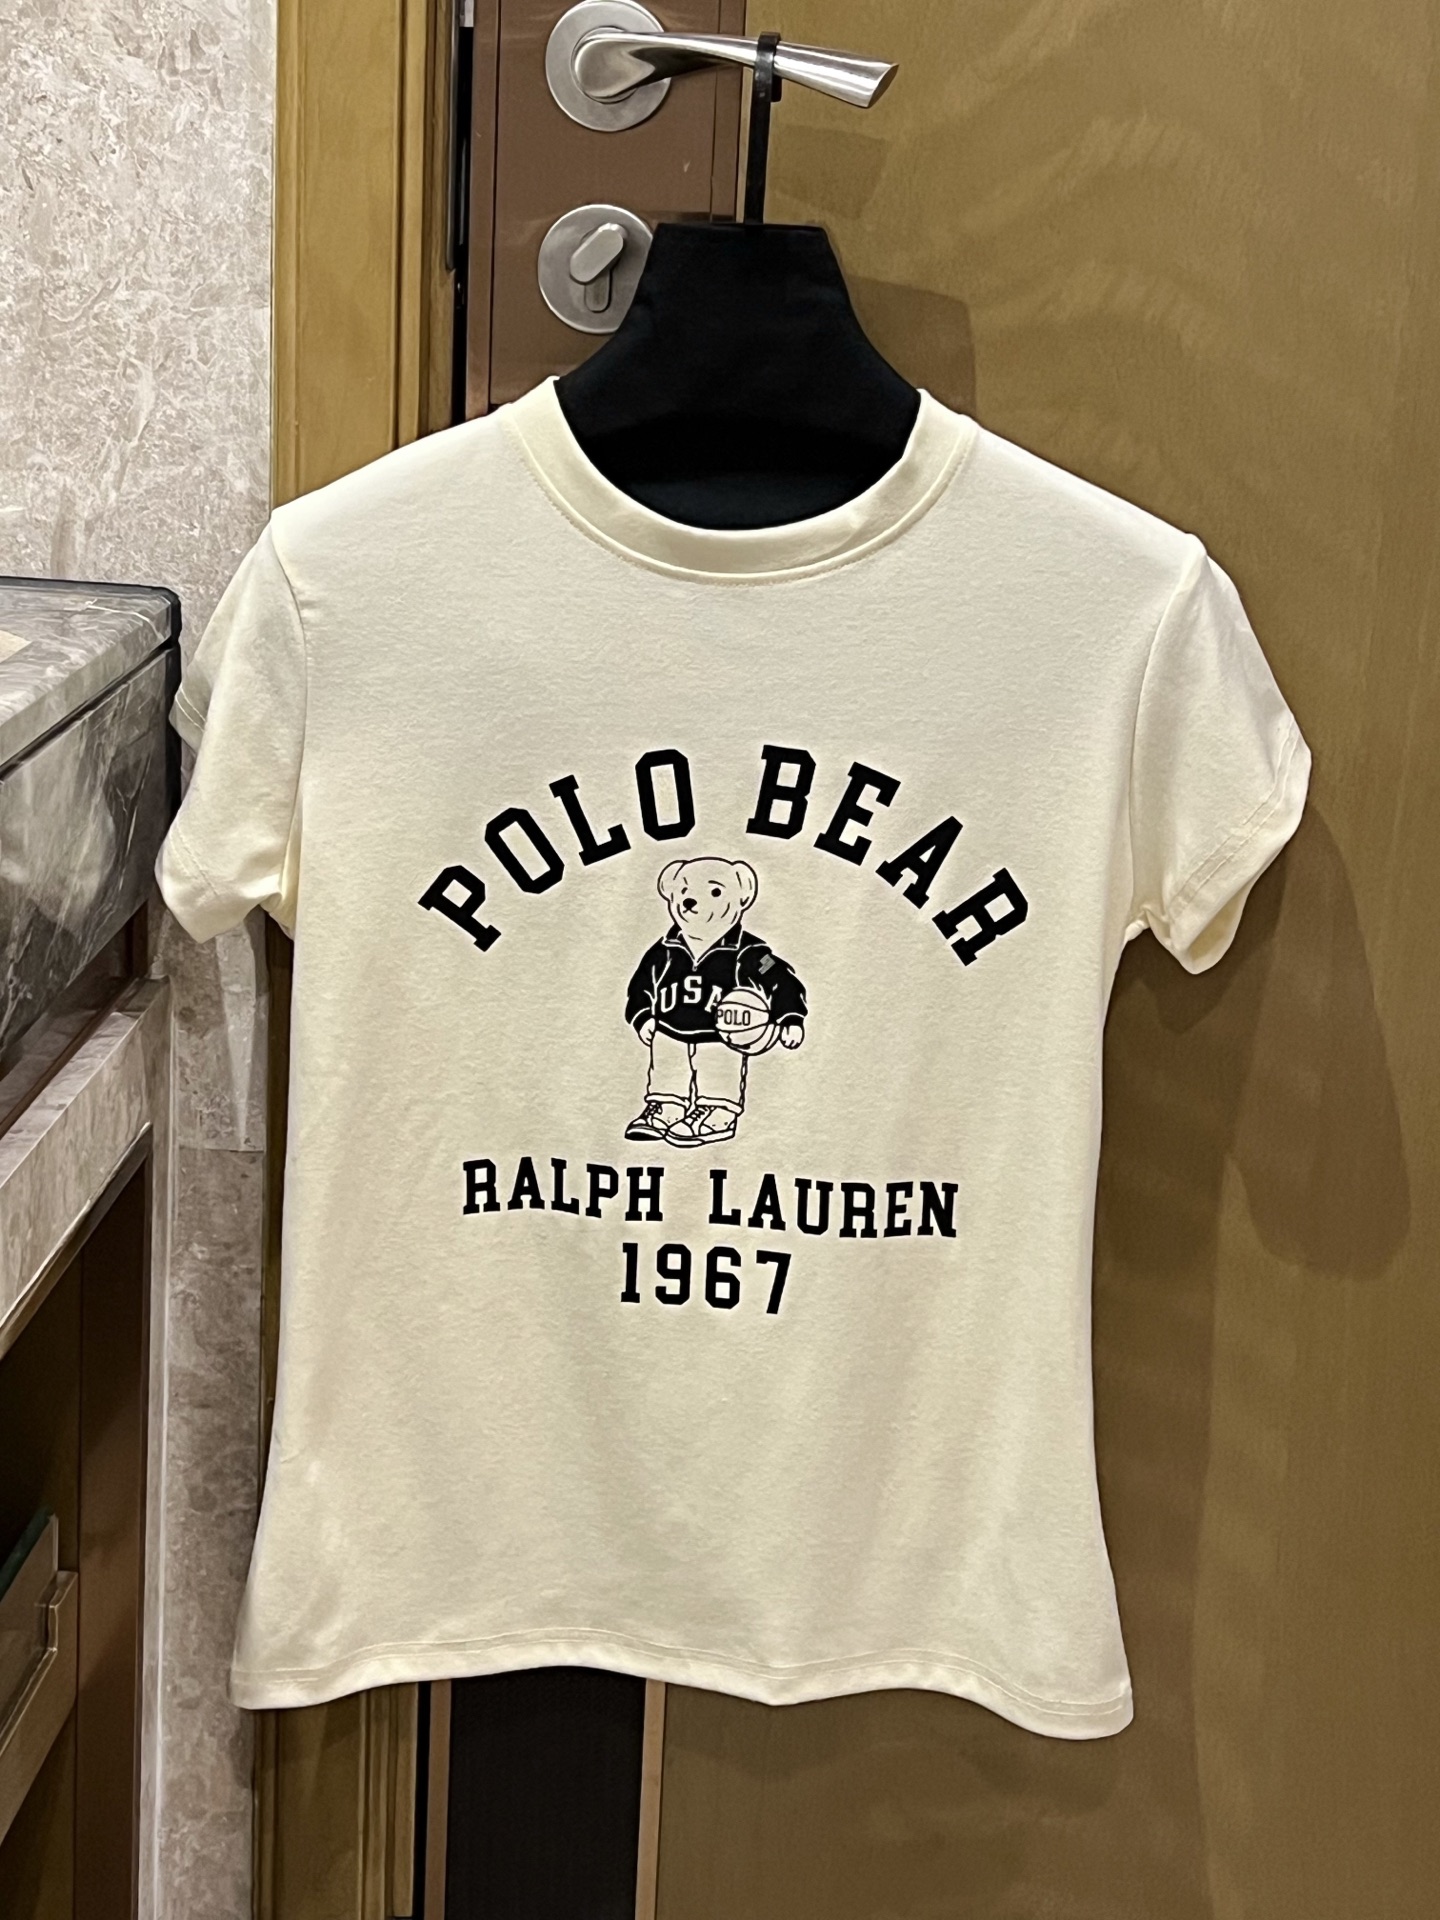 POLO BEAR
USA
POLO
RALPH LAUREN
1967